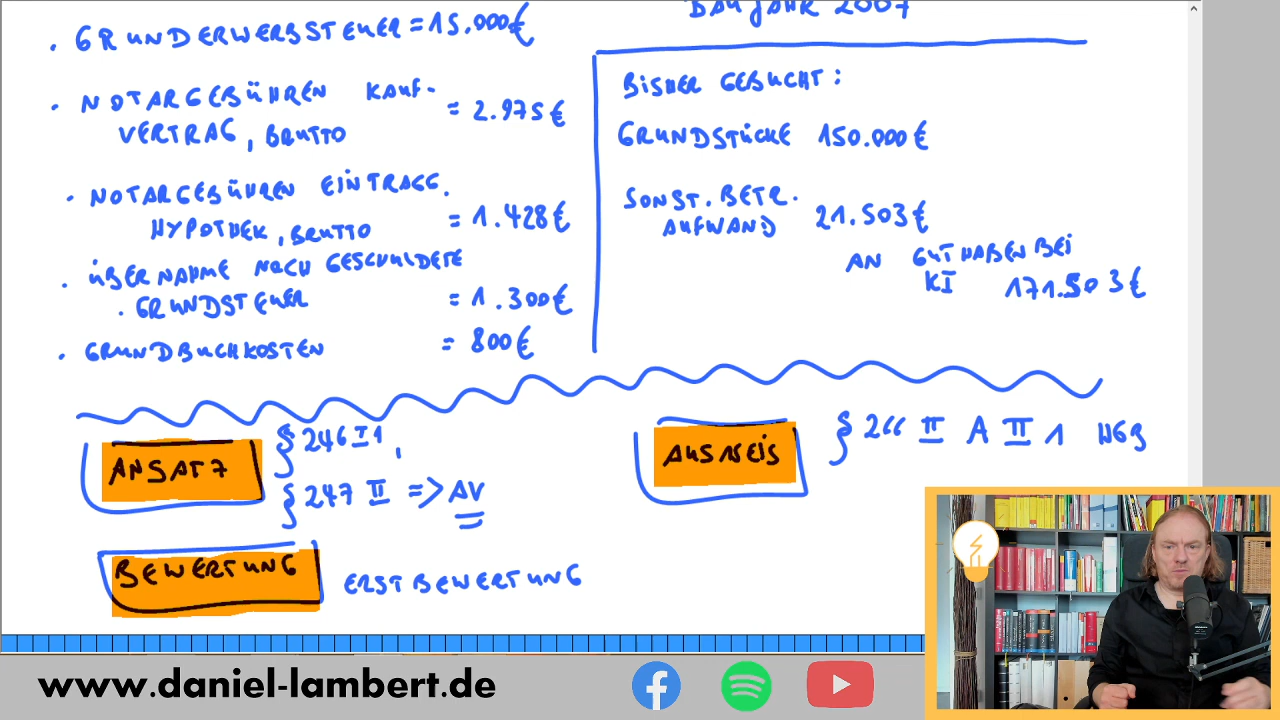 BAUJAHR 2007
• GRUNDERWERBSTEUER = 15.000€
• NOTARGEBÜHREN KAUF-
VERTRAG, BRUTTO = 2.975€
• NOTARGEBÜHREN EINTRAGG.
HYPOTHEK, BRUTTO = 1.428€
• ÜBERNAHME NOCH GESCHULDETE
• GRUNDSTEUER = 1.300€
• GRUNDBUCHKOSTEN = 800€
BISHER GEBUCHT:
GRUNDSTÜCKE 150.000€
SONST. BETR.
AUFWAND 21.503€
AN GUTHABEN BEI
KI 171.503€
ANSATZ § 246 I 1,
§ 247 II => AV
AUSWEIS § 266 II A II 1 HGB
BEWERTUNG ERSTBEWERTUNG
www.daniel-lambert.de